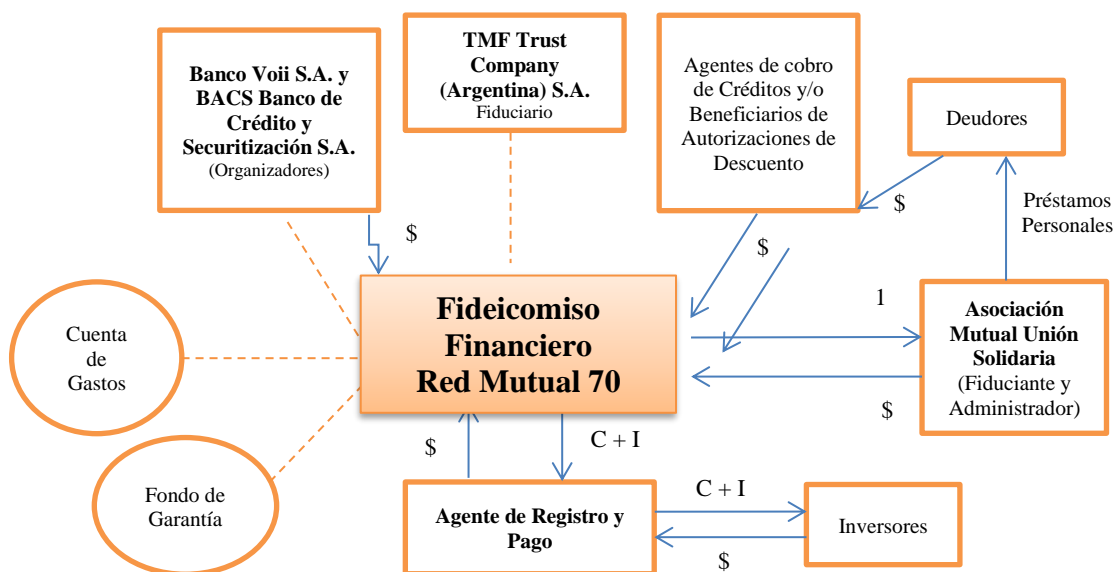 Banco Voii S.A. y
BACS Banco de
Crédito y
Securitización S.A.
(Organizadores)
TMF Trust
Company
(Argentina) S.A.
Fiduciario
Agentes de cobro
de Créditos y/o
Beneficiarios de
Autorizaciones de
Descuento
Deudores
Préstamos
Personales
$
$
$
Cuenta
de
Gastos
Fideicomiso
Financiero
Red Mutual 70
1
$
Asociación
Mutual Unión
Solidaria
(Fiduciante y
Administrador)
$
C + I
Fondo de
Garantía
Agente de Registro y
Pago
C + I
$
Inversores